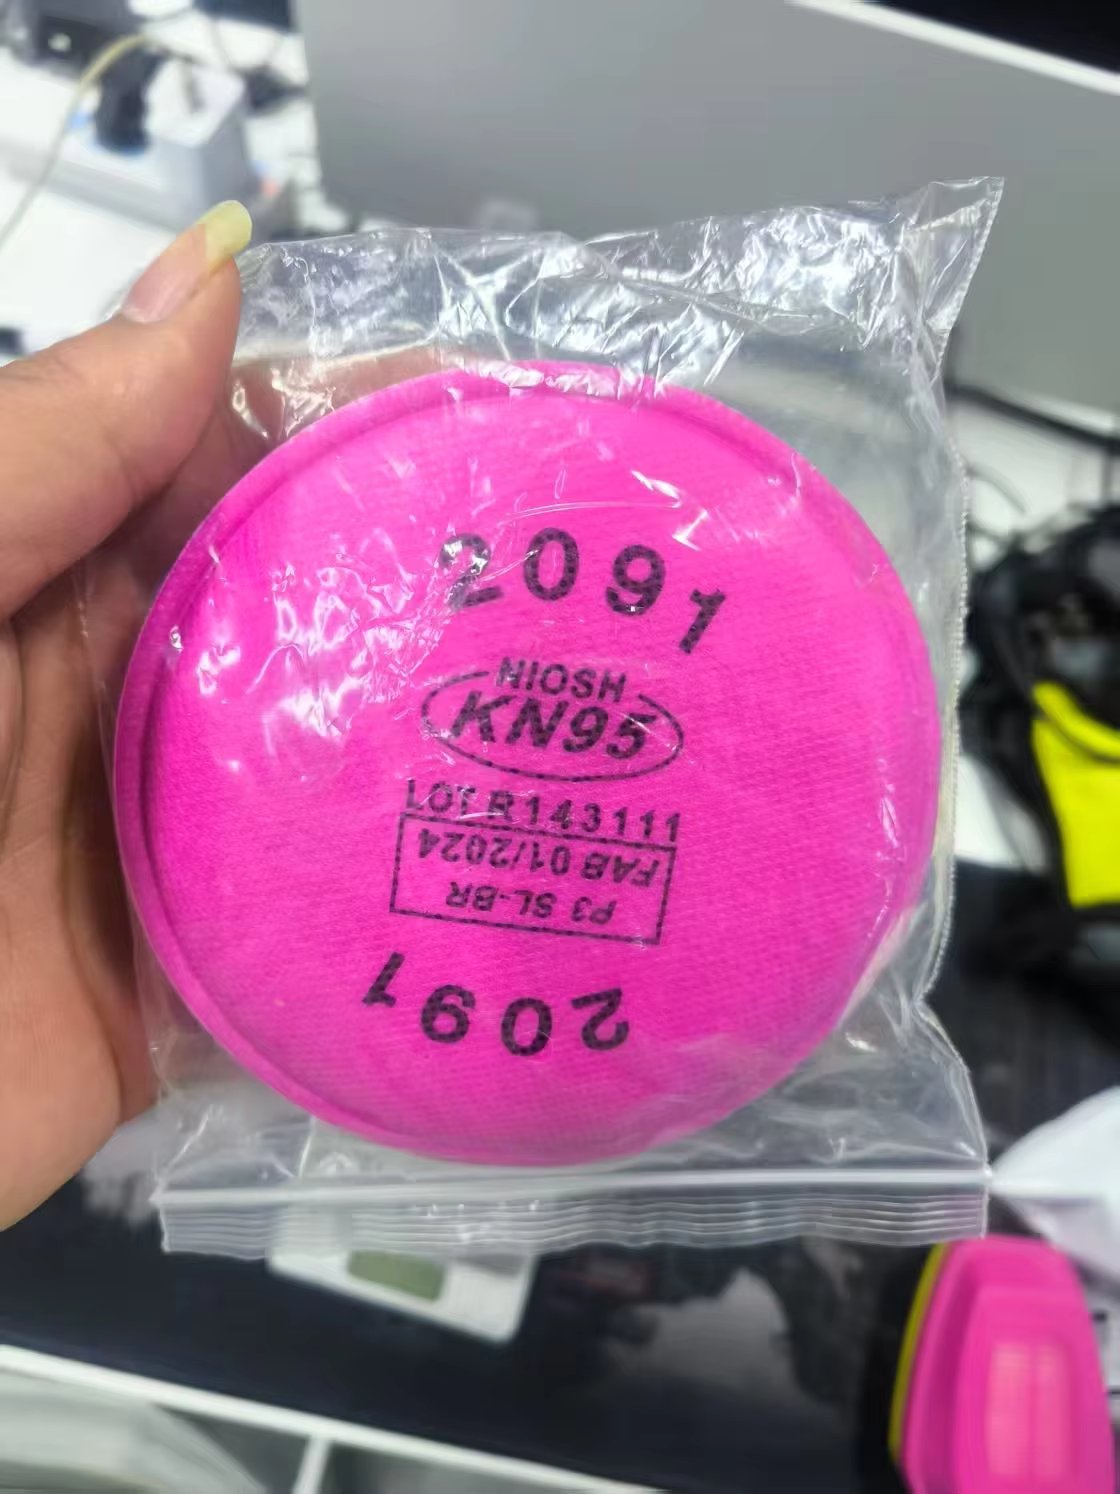 2091
NIOSH
KN95
LOT R143111
P3 SL-BR
FAB 01/2024
2091